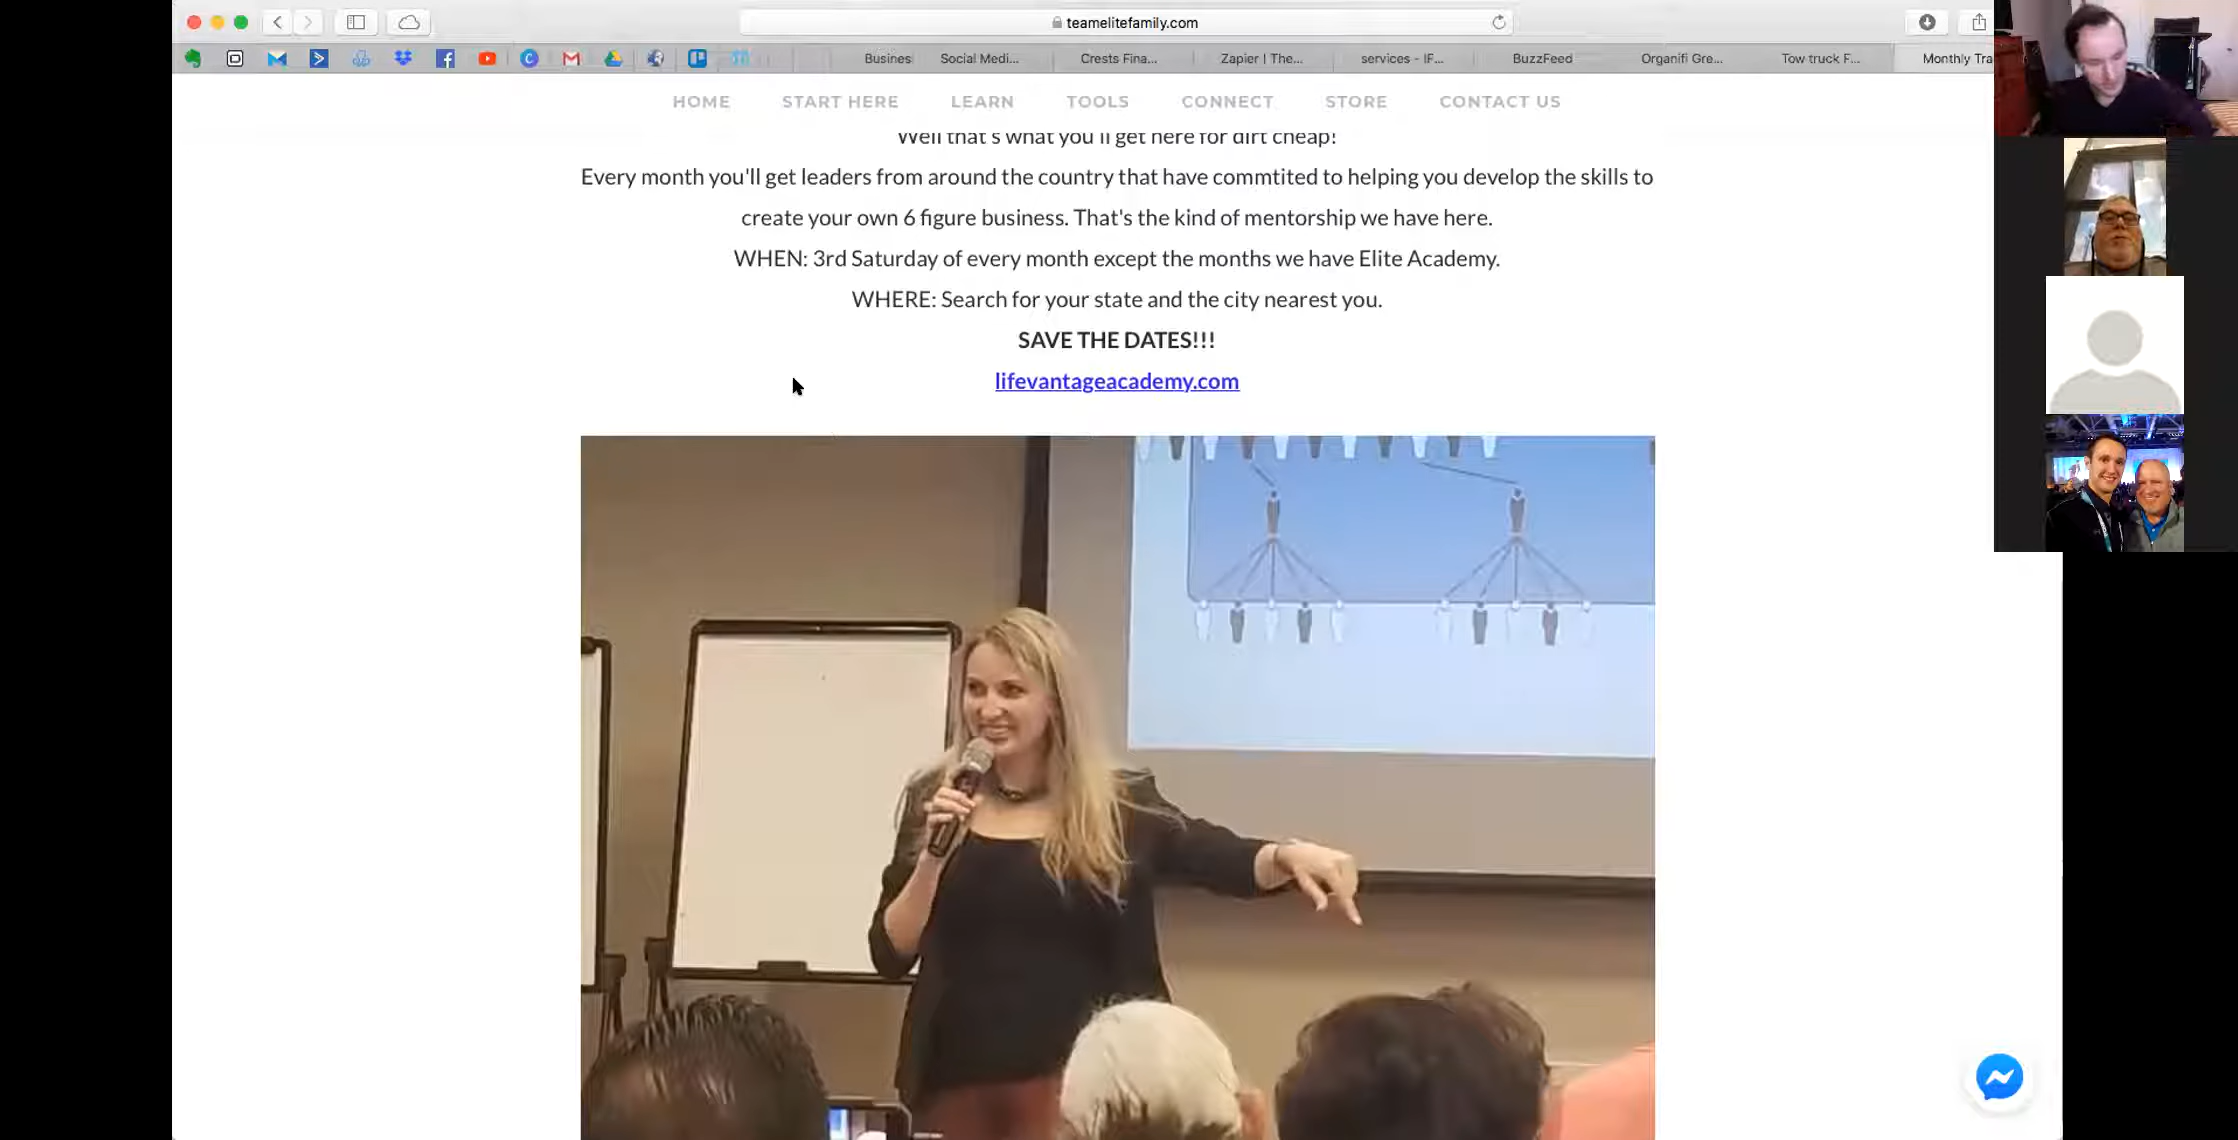 teamelitefamily.com
Busines Social Medi... Crests Fina... Zapier | The... services - IF... BuzzFeed Organifi Gre... Tow truck F... Monthly Tra
HOME START HERE LEARN TOOLS CONNECT STORE CONTACT US
Well that's what you'll get here for dirt cheap!
Every month you'll get leaders from around the country that have commtited to helping you develop the skills to
create your own 6 figure business. That's the kind of mentorship we have here.
WHEN: 3rd Saturday of every month except the months we have Elite Academy.
WHERE: Search for your state and the city nearest you.
SAVE THE DATES!!!
lifevantageacademy.com